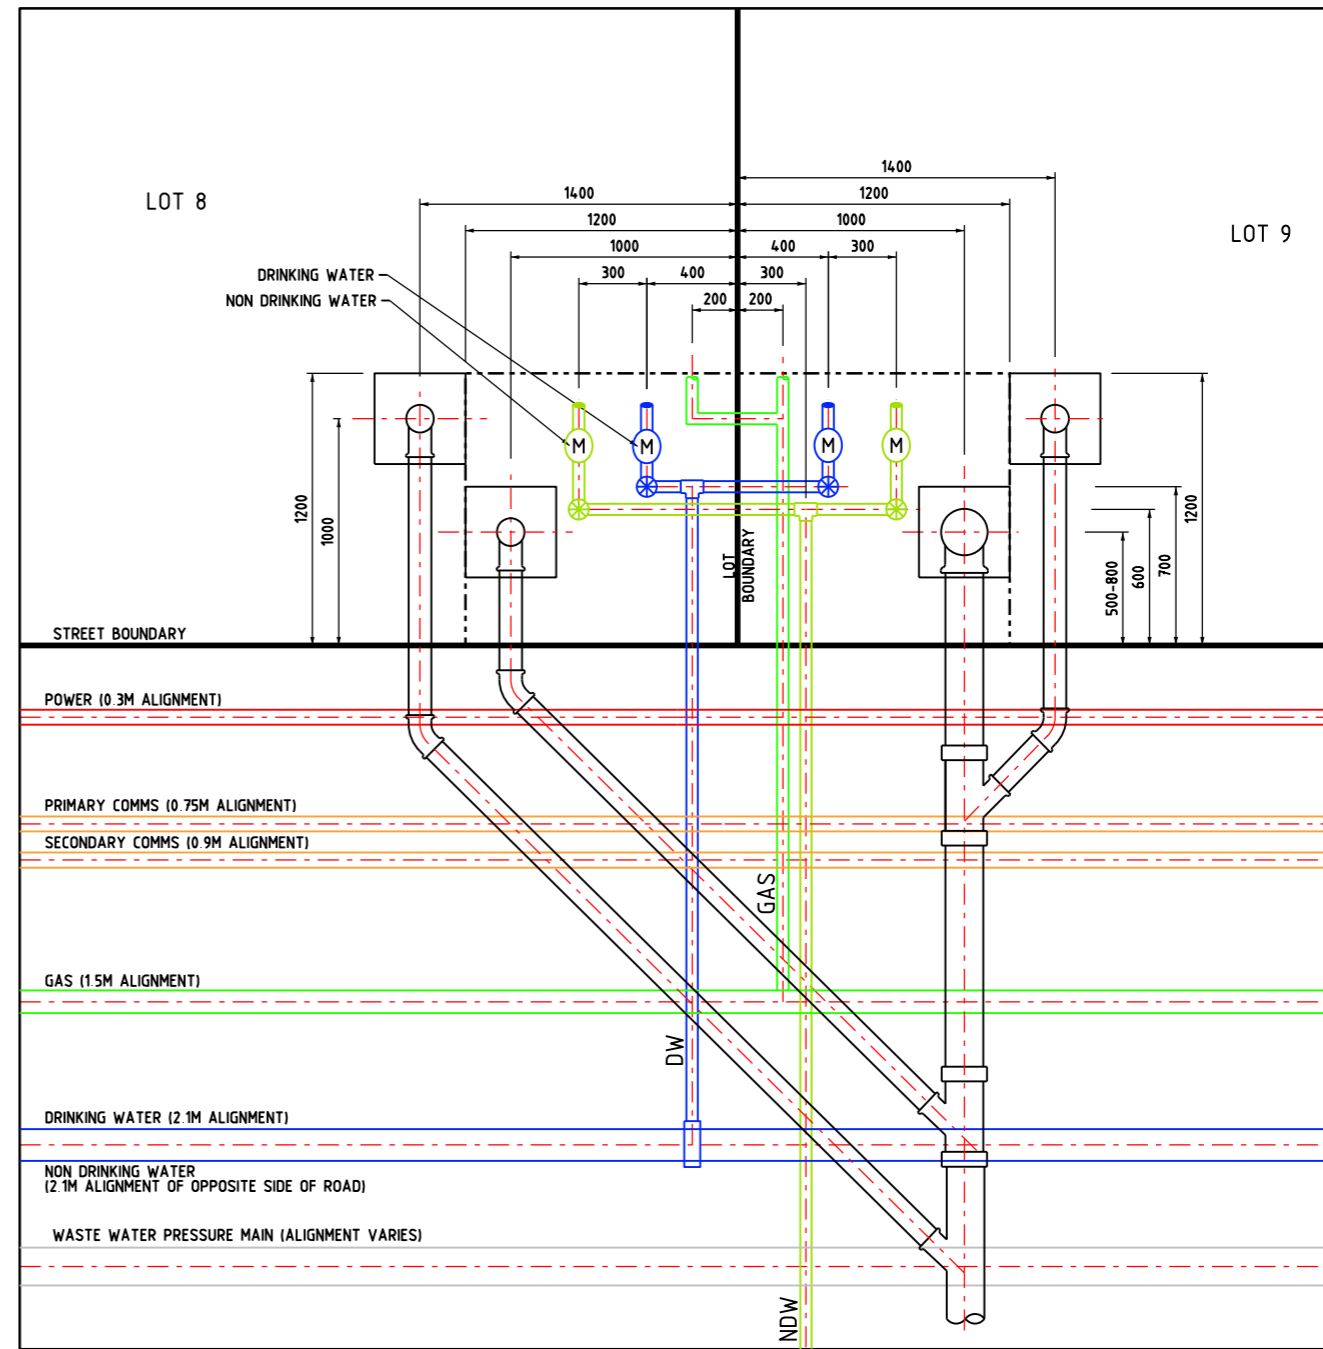 1400
1400
LOT 8
1200
1200
1000
LOT 9
1000
400
300
DRINKING WATER
300
400
300
NON DRINKING WATER
200
200
M
M
M
M
1200
1000
LOT
BOUNDARY
500-800
600
700
1200
STREET BOUNDARY
POWER (0.3M ALIGNMENT)
PRIMARY COMMS (0.75M ALIGNMENT)
SECONDARY COMMS (0.9M ALIGNMENT)
GAS
GAS (1.5M ALIGNMENT)
DW
DRINKING WATER (2.1M ALIGNMENT)
NON DRINKING WATER
(2.1M ALIGNMENT OF OPPOSITE SIDE OF ROAD)
WASTE WATER PRESSURE MAIN (ALIGNMENT VARIES)
NDW